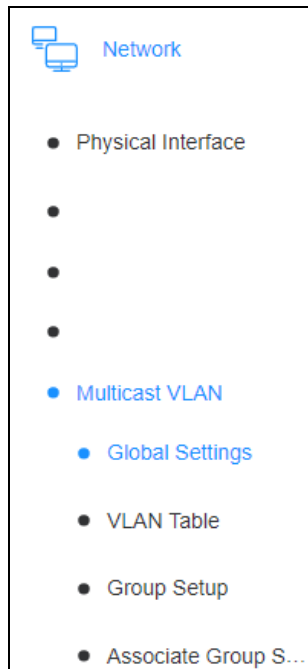 Network
Physical Interface
Multicast VLAN
Global Settings
VLAN Table
Group Setup
Associate Group S...